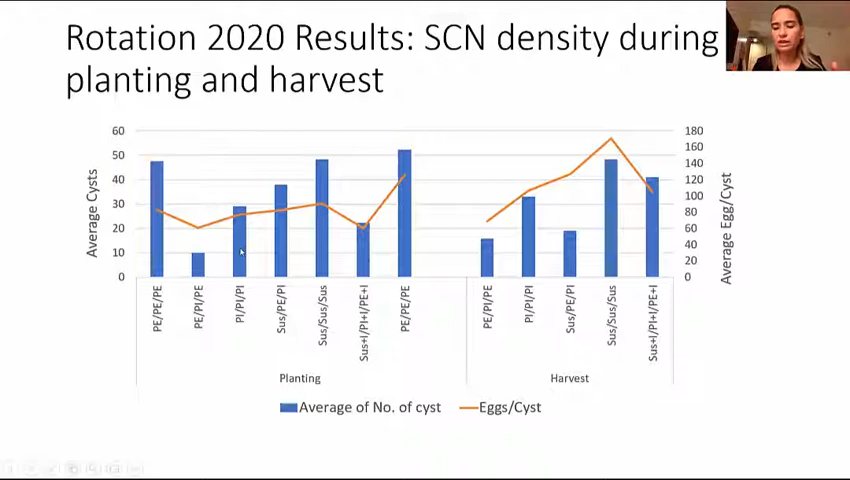 Rotation 2020 Results: SCN density during
planting and harvest
60
50
40
30
20
10
0
Average Cysts
180
160
140
120
100
80
60
40
20
0
Average Egg/Cyst
PE/PE/PE
PE/PI/PE
PI/PI/PI
Sus/PE/PI
Sus/Sus/Sus
Sus+I/PI+I/PE+I
PE/PE/PE
PE/PI/PE
PI/PI/PI
Sus/PE/PI
Sus/Sus/Sus
Sus+I/PI+I/PE+I
Planting
Harvest
Average of No. of cyst
Eggs/Cyst